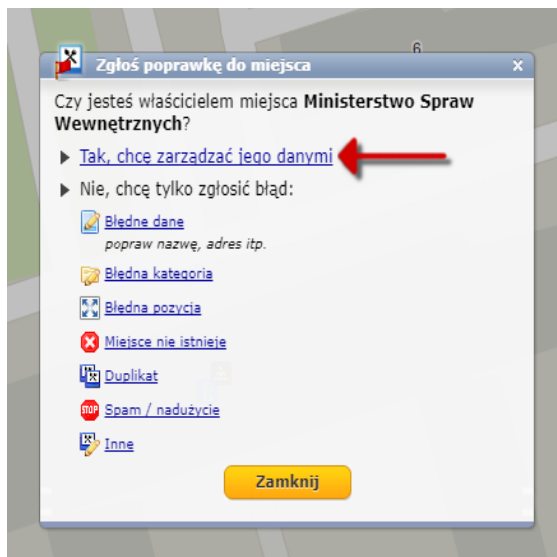 6
Zgłoś poprawkę do miejsca x
Czy jesteś właścicielem miejsca Ministerstwo Spraw
Wewnętrznych?
Tak, chcę zarządzać jego danymi
Nie, chcę tylko zgłosić błąd:
Błędne dane
popraw nazwę, adres itp.
Błędna kategoria
Błędna pozycja
Miejsce nie istnieje
Duplikat
STOP Spam / nadużycie
Inne
Zamknij